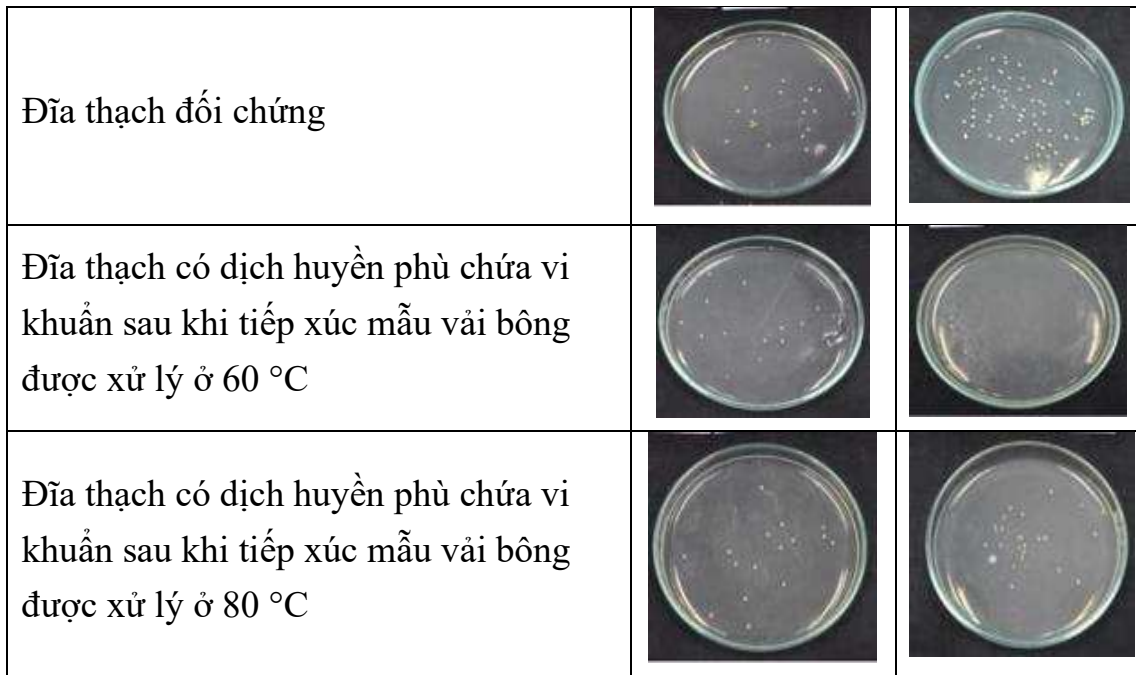 Đĩa thạch đối chứng
Đĩa thạch có dịch huyền phù chứa vi
khuẩn sau khi tiếp xúc mẫu vải bông
được xử lý ở 60 °C
Đĩa thạch có dịch huyền phù chứa vi
khuẩn sau khi tiếp xúc mẫu vải bông
được xử lý ở 80 °C